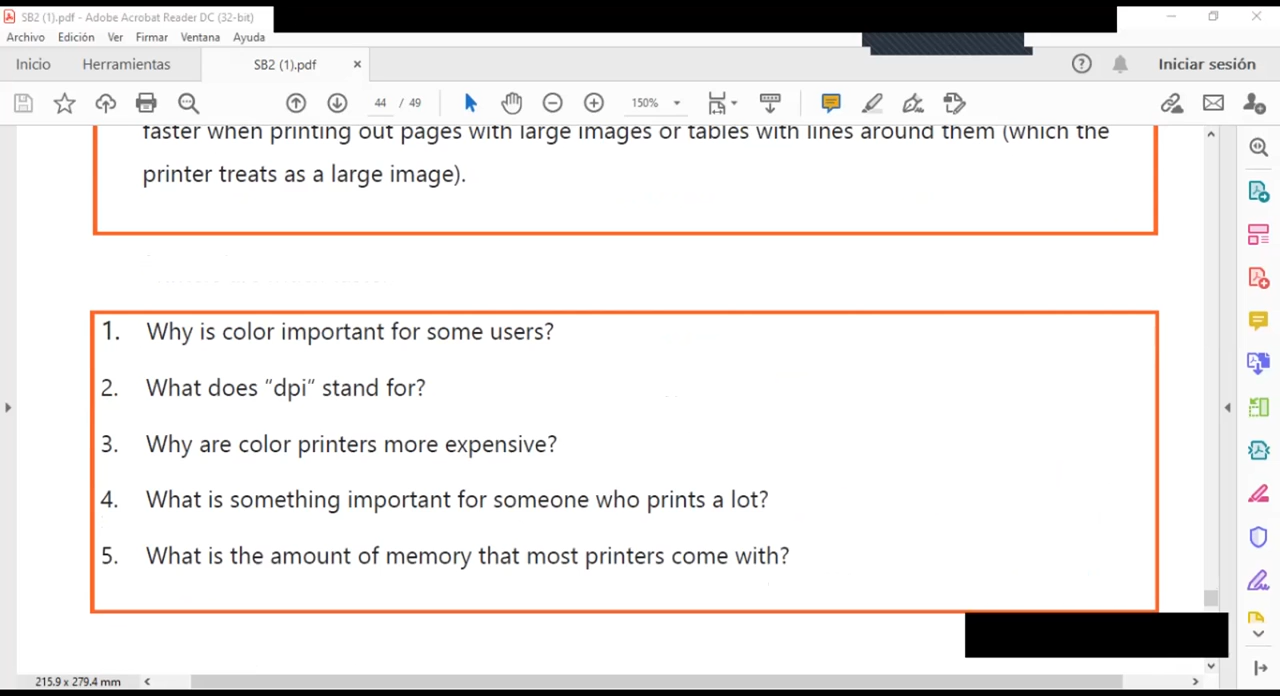 SB2 (1).pdf - Adobe Acrobat Reader DC (32-bit)
Archivo Edición Ver Firmar Ventana Ayuda
Inicio Herramientas SB2 (1).pdf × Iniciar sesión
44 / 49 150%
faster when printing out pages with large images or tables with lines around them (which the
printer treats as a large image).
1. Why is color important for some users?
2. What does “dpi“ stand for?
3. Why are color printers more expensive?
4. What is something important for someone who prints a lot?
5. What is the amount of memory that most printers come with?
215.9 x 279.4 mm